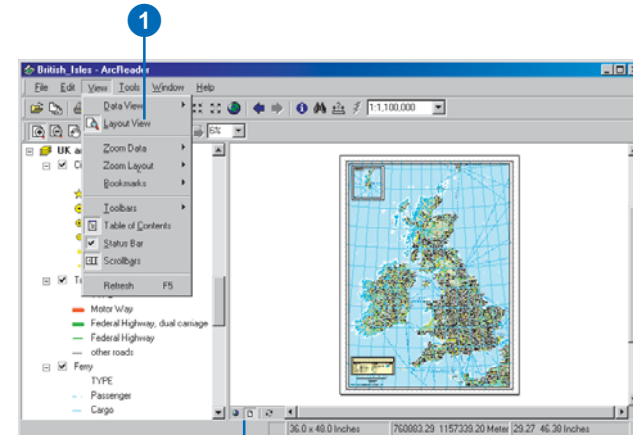 1
British_Isles - ArcReader
File Edit View Tools Window Help
1:1,100,000
6%
Data View
Layout View
Zoom Data
Zoom Layout
Bookmarks
Toolbars
Table of Contents
Status Bar
Scrollbars
Refresh F5
UK
Motor Way
Federal Highway, dual carriage
Federal Highway
other roads
Ferry
TYPE
Passenger
Cargo
36.0 x 48.0 Inches 760083.29 1157339.20 Meter 29.27 46.38 Inches